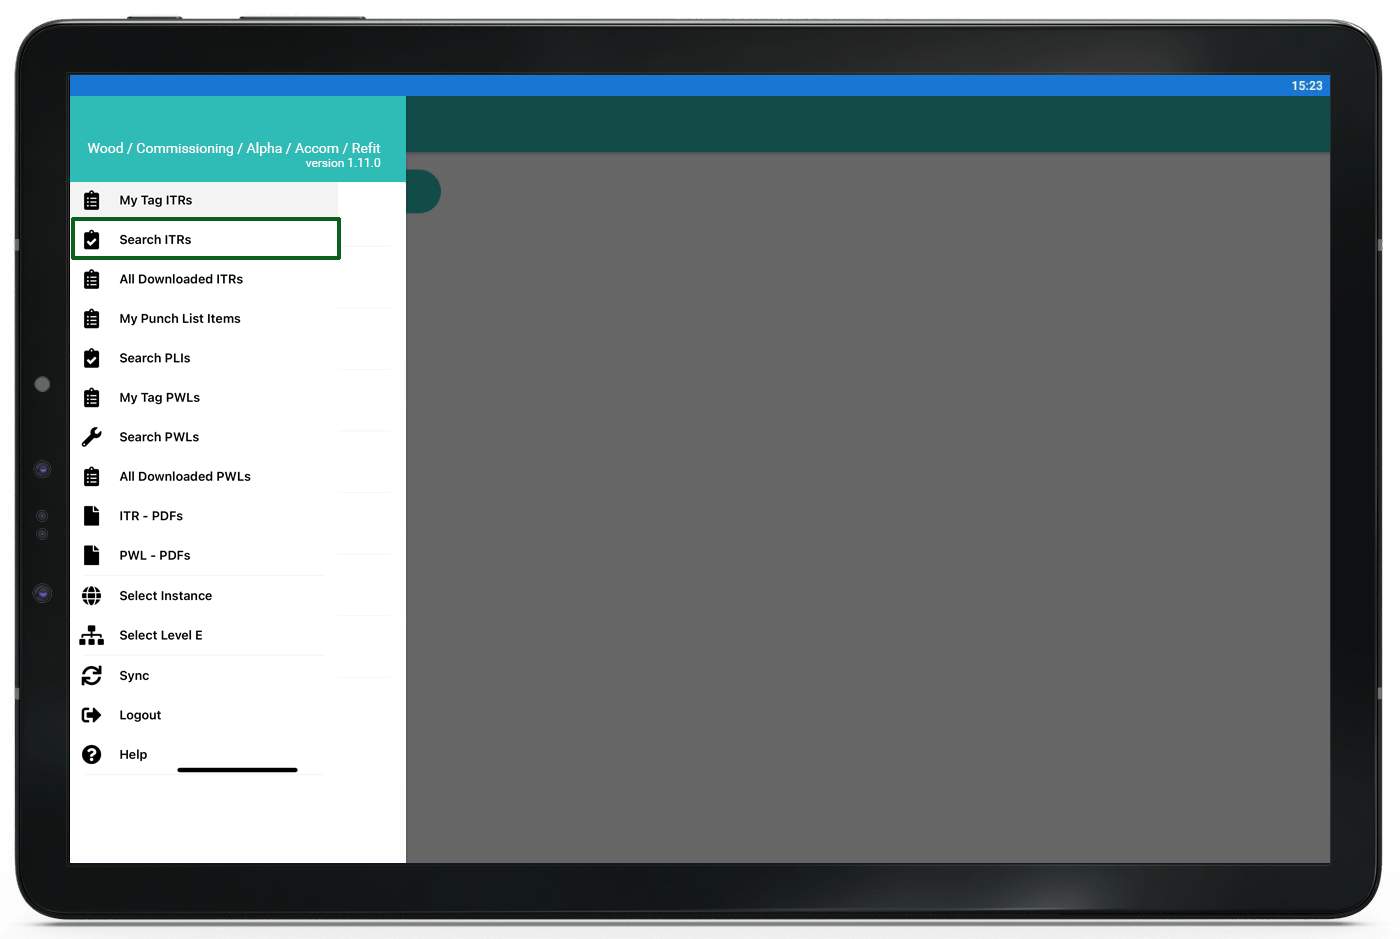 15:23
Wood / Commissioning / Alpha / Accom / Refit
version 1.11.0
My Tag ITRs
Search ITRs
All Downloaded ITRs
My Punch List Items
Search PLIs
My Tag PWLs
Search PWLs
All Downloaded PWLs
ITR - PDFs
PWL - PDFs
Select Instance
Select Level E
Sync
Logout
Help